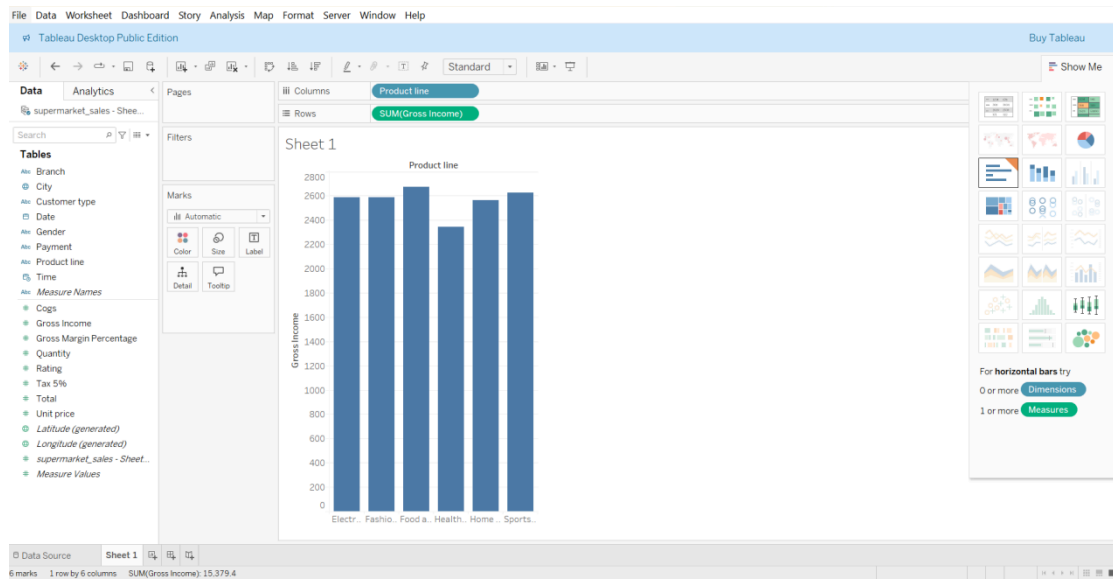 File Data Worksheet Dashboard Story Analysis Map Format Server Window Help
Tableau Desktop Public Edition
Buy Tableau
Standard
Show Me
Data Analytics
supermarket_sales - Shee...
Search
Tables
Abc Branch
City
Abc Customer type
Date
Abc Gender
Abc Payment
Abc Product line
Time
Abc Measure Names
# Cogs
# Gross Income
# Gross Margin Percentage
# Quantity
# Rating
# Tax 5%
# Total
# Unit price
Latitude (generated)
Longitude (generated)
# supermarket_sales - Sheet...
# Measure Values
Pages
Filters
Marks
Automatic
Color Size Label
Detail Tooltip
Columns Product line
Rows SUM(Gross Income)
Sheet 1
Product line
2800
2600
2400
2200
2000
1800
1600
1400
1200
1000
800
600
400
200
0
Gross Income
Electr.. Fashio.. Food a.. Health.. Home .. Sports..
For horizontal bars try
0 or more Dimensions
1 or more Measures
Data Source Sheet 1
6 marks 1 row by 6 columns SUM(Gross Income): 15,379.4